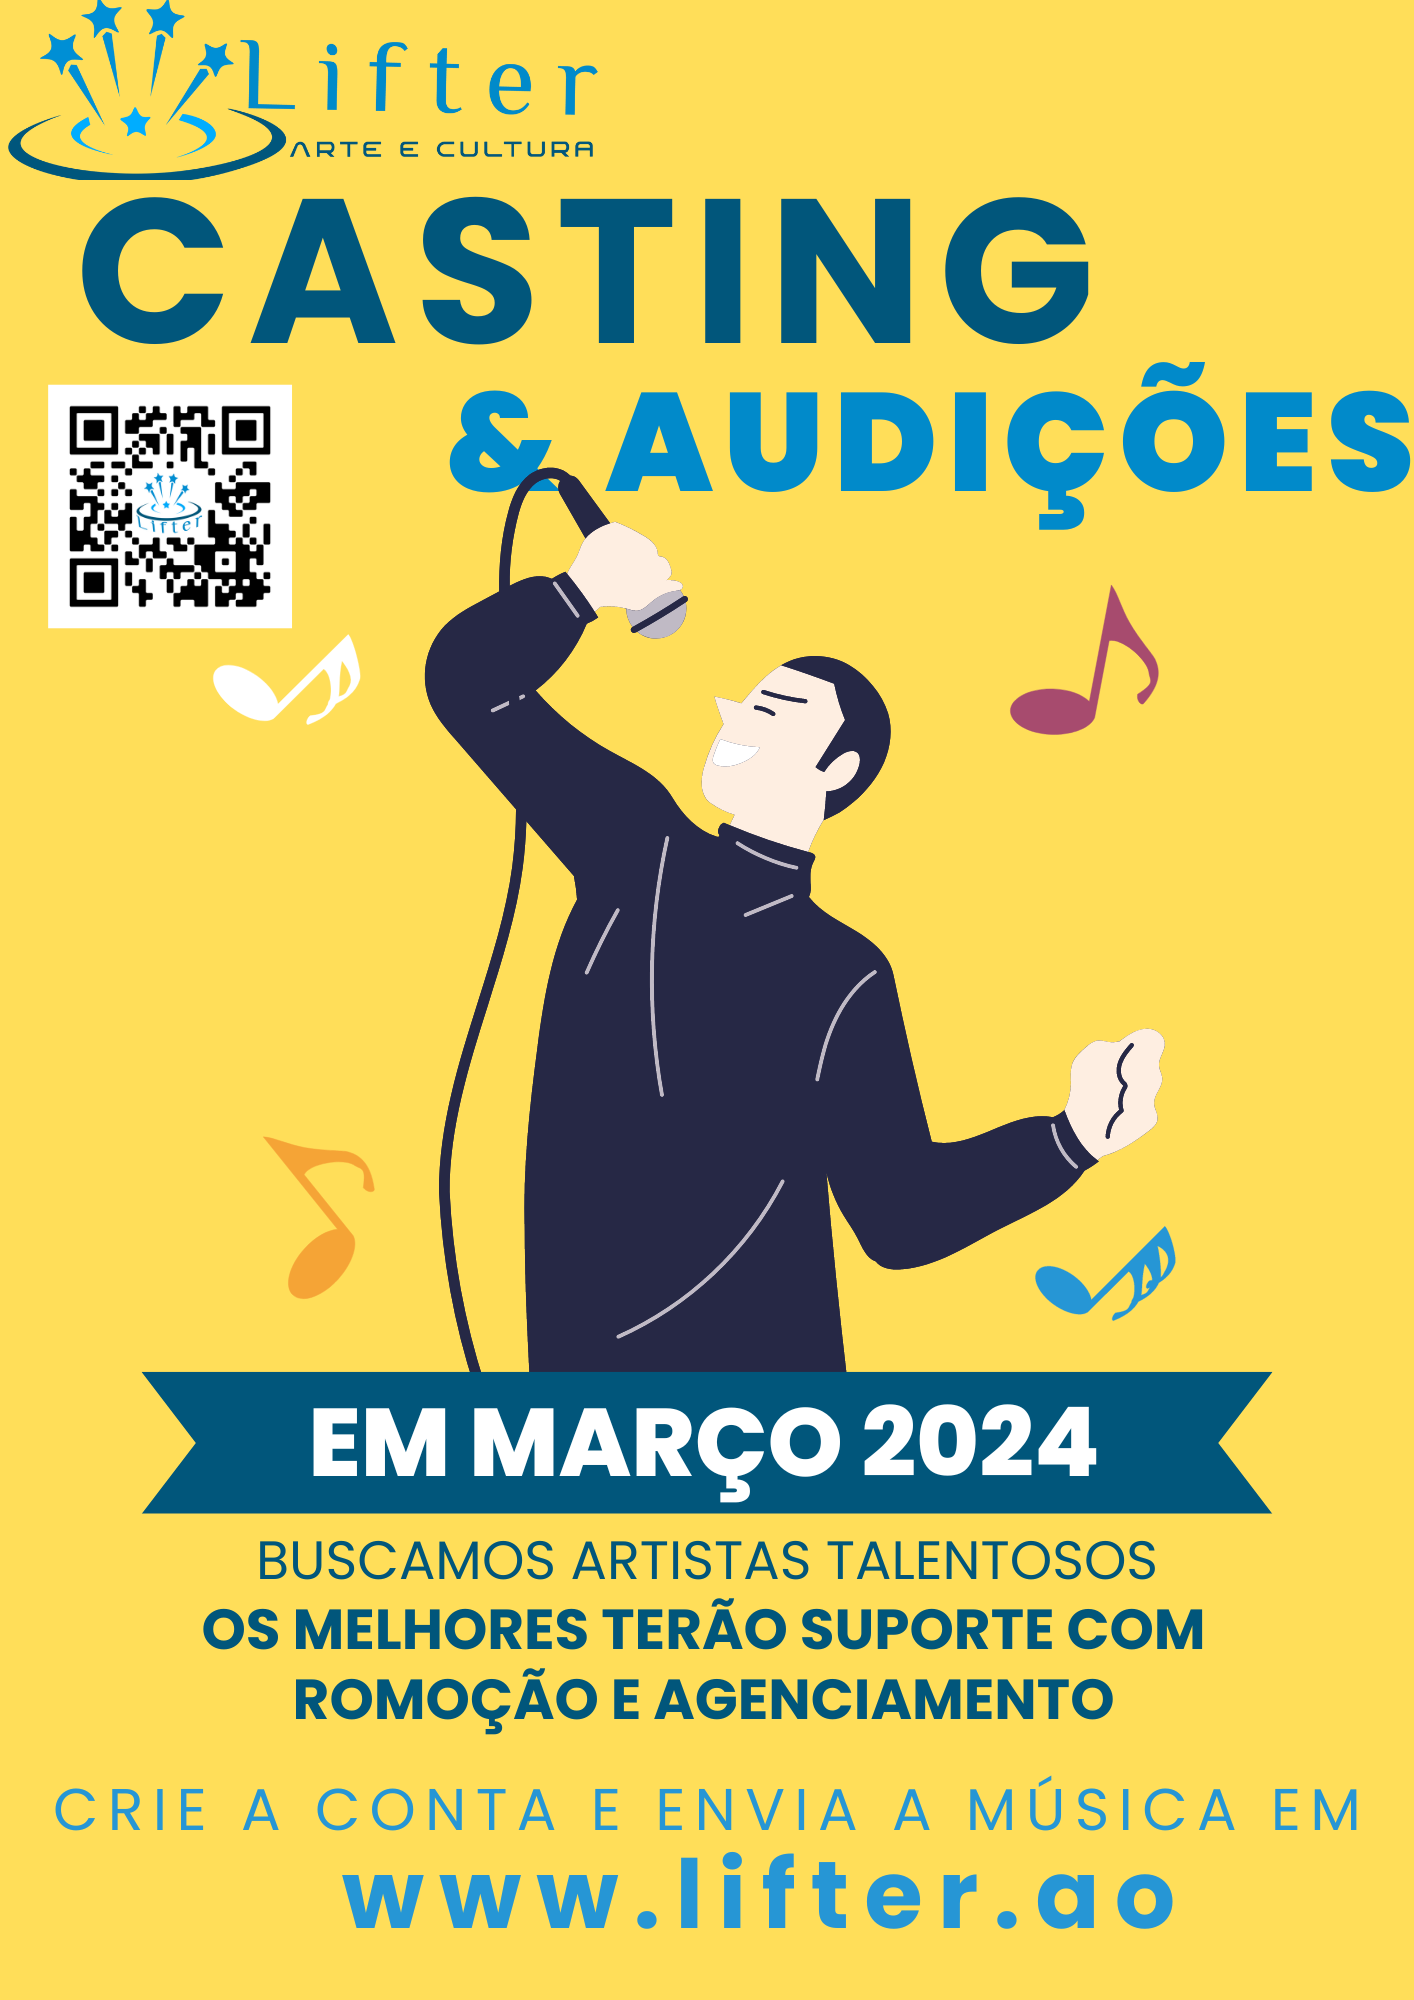 Lifter
ARTE E CULTURA
CASTING
& AUDIÇÕES
Lifter
EM MARÇO 2024
BUSCAMOS ARTISTAS TALENTOSOS
OS MELHORES TERÃO SUPORTE COM
ROMOÇÃO E AGENCIAMENTO
CRIE A CONTA E ENVIA A MÚSICA EM
www.lifter.ao